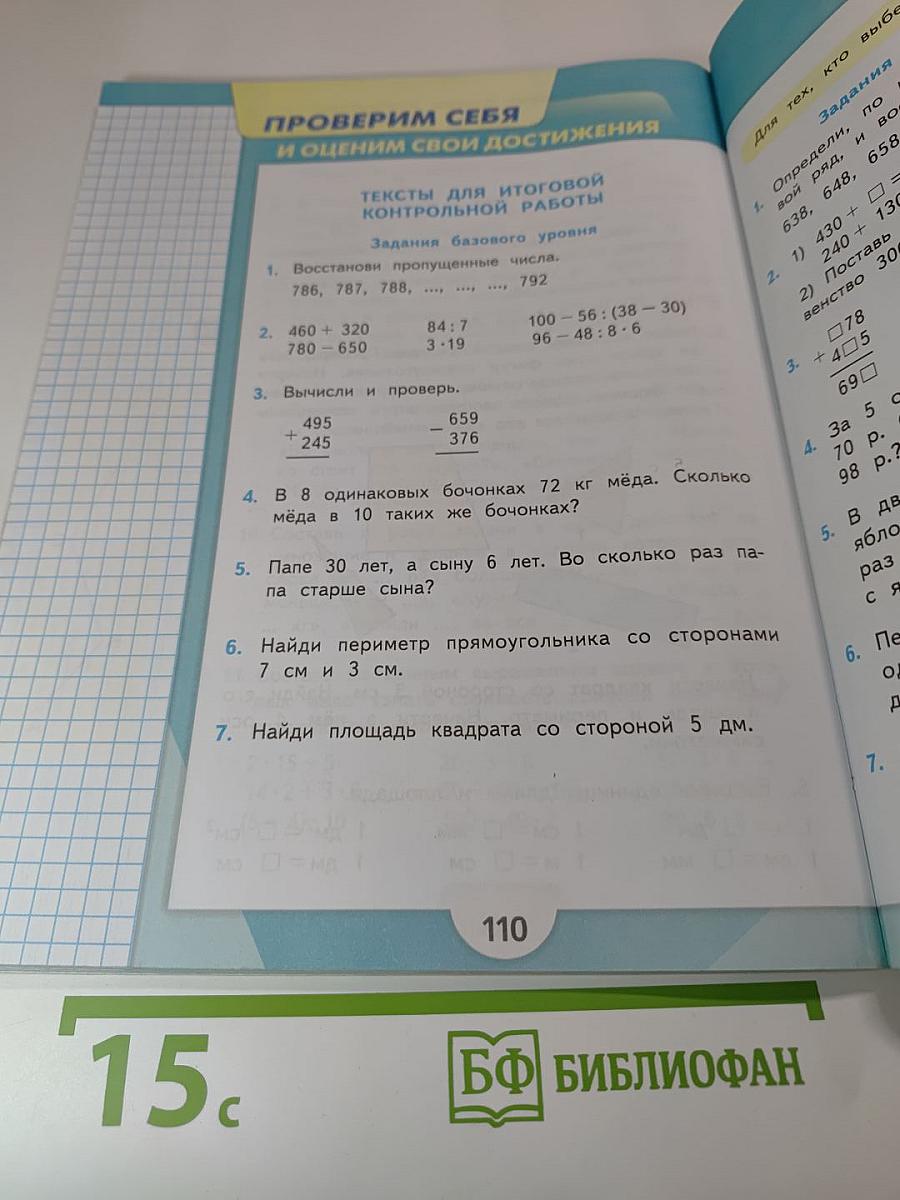 ПРОВЕРИМ СЕБЯ
И ОЦЕНИМ СВОИ ДОСТИЖЕНИЯ
ТЕКСТЫ ДЛЯ ИТОГОВОЙ
КОНТРОЛЬНОЙ РАБОТЫ
Задания базового уровня
1. Восстанови пропущенные числа.
786, 787, 788, ..., ..., ..., 792
2. 460 + 320 84 : 7 100 − 56 : (38 − 30)
780 − 650 3 · 19 96 − 48 : 8 · 6
3. Вычисли и проверь.
+ 495 − 659
245 376
4. В 8 одинаковых бочонках 72 кг мёда. Сколько
мёда в 10 таких же бочонках?
5. Папе 30 лет, а сыну 6 лет. Во сколько раз па-
па старше сына?
6. Найди периметр прямоугольника со сторонами
7 см и 3 см.
7. Найди площадь квадрата со стороной 5 дм.
110
Для тех, кто
Задания
1. Определи, по
вой ряд, и
638, 648, 658
2. 1) 430 + □ =
240 + 130
2) Поставь
венство
3. □78
+ 4□5
69□
4. За 5
70 р.
98 р.?
5. В
раз
с
6.
7.
15 с
БФ БИБЛИОФАН